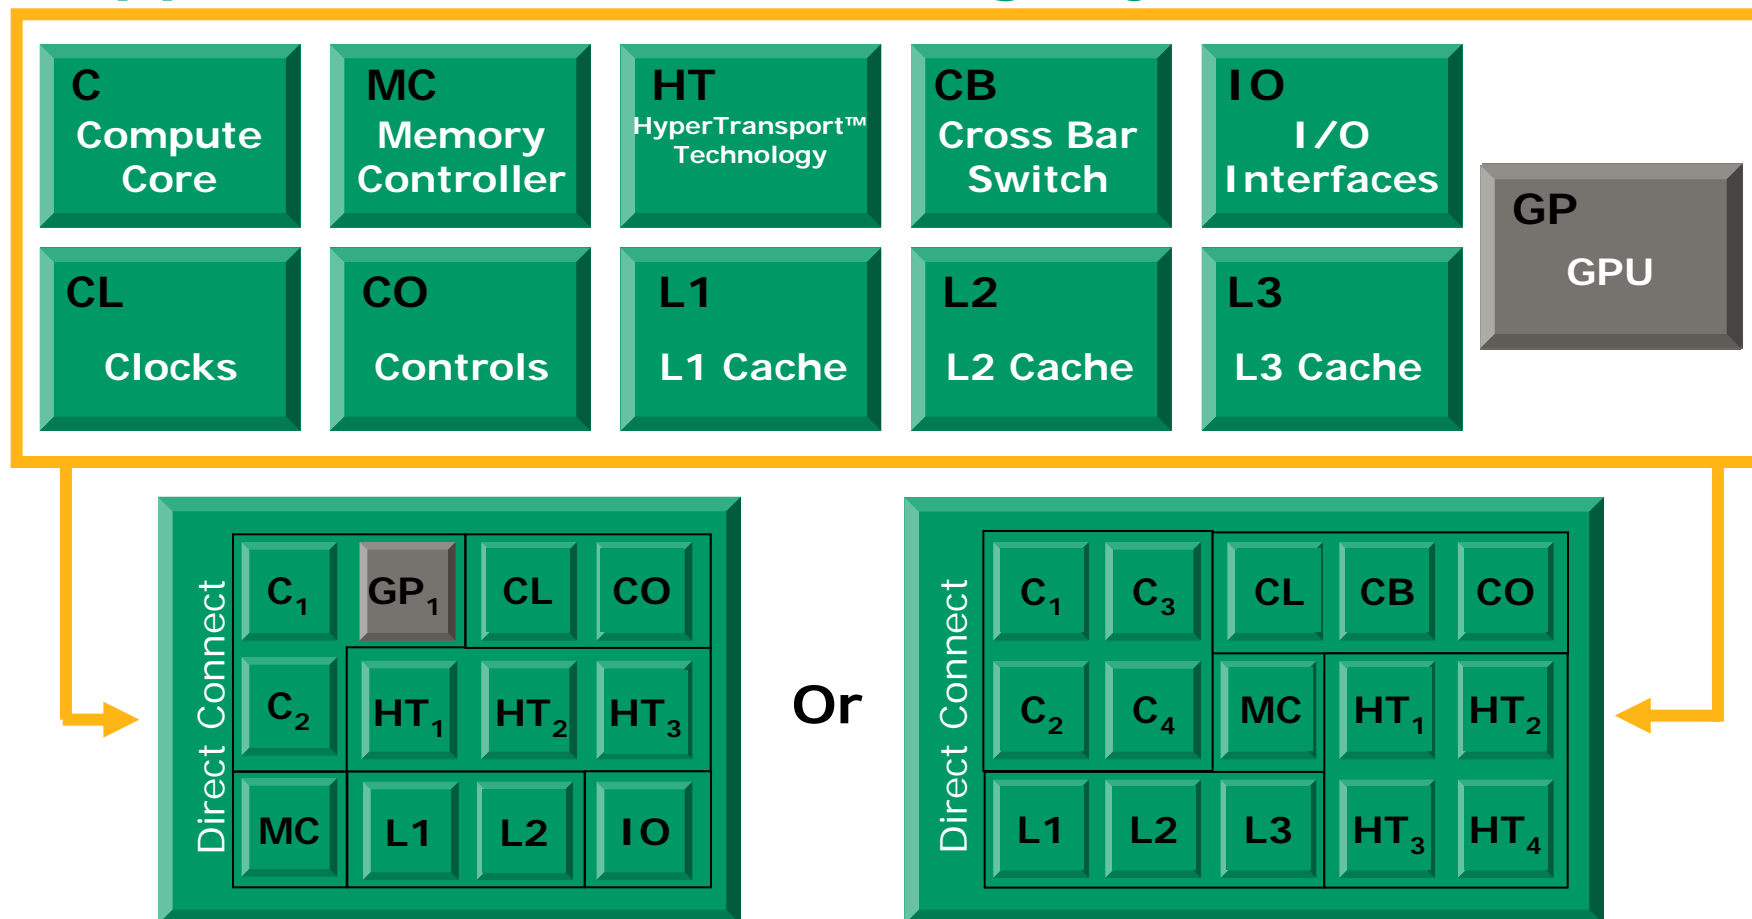 C
Compute
Core
MC
Memory
Controller
HT
HyperTransport™
Technology
CB
Cross Bar
Switch
IO
I/O
Interfaces
GP
GPU
CL
Clocks
CO
Controls
L1
L1 Cache
L2
L2 Cache
L3
L3 Cache
Direct Connect
C1 GP1 CL CO
C2 HT1 HT2 HT3
MC L1 L2 IO
Or
Direct Connect
C1 C3 CL CB CO
C2 C4 MC HT1 HT2
L1 L2 L3 HT3 HT4